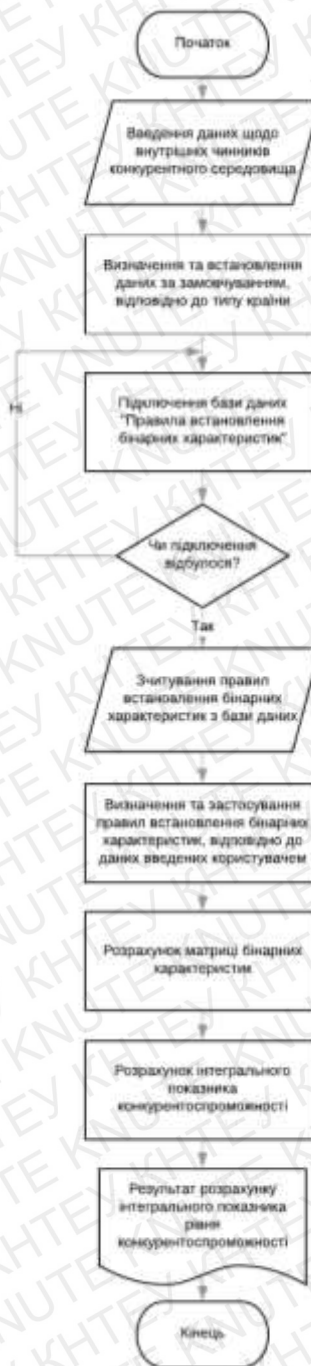 Початок
Введення даних щодо
внутрішніх чинників
конкурентного середовища
Визначення та встановлення
даних за замовчуванням,
відповідно до типу країни
Ні
Підключення бази даних
"Правила встановлення
бінарних характеристик"
Чи підключення
відбулося?
Так
Зчитування правил
встановлення бінарних
характеристик з бази даних
Визначення та застосування
правил встановлення бінарних
характеристик, відповідно до
даних введених користувачем
Розрахунок матриці бінарних
характеристик
Розрахунок інтегрального
показника
конкурентоспроможності
Результат розрахунку
інтегрального показника
рівня
конкурентоспроможності
Кінець